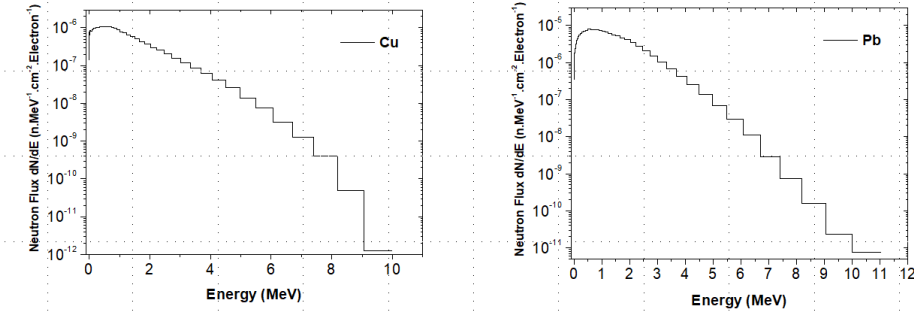 Neutron Flux dN/dE (n.MeV⁻¹.cm⁻².Electron⁻¹)
10⁻⁶
10⁻⁷
10⁻⁸
10⁻⁹
10⁻¹⁰
10⁻¹¹
10⁻¹²
Cu
0 2 4 6 8 10
Energy (MeV)
Neutron Flux dN/dE (n.MeV⁻¹.cm⁻².Electron⁻¹)
10⁻⁵
10⁻⁶
10⁻⁷
10⁻⁸
10⁻⁹
10⁻¹⁰
10⁻¹¹
Pb
0 1 2 3 4 5 6 7 8 9 10 11 12
Energy (MeV)